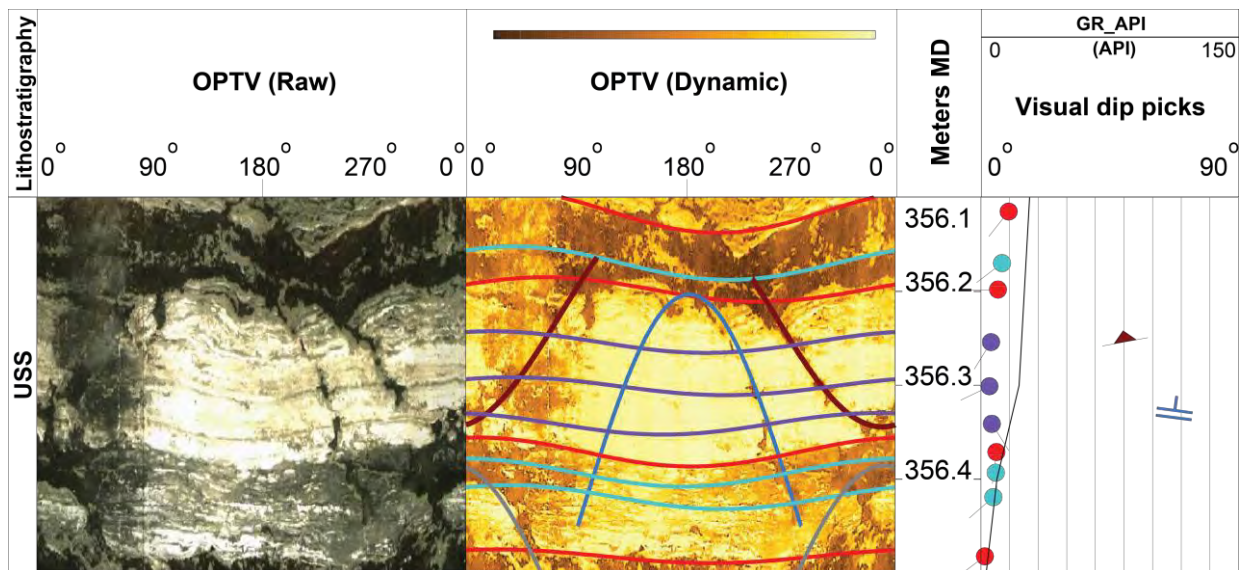 Lithostratigraphy
OPTV (Raw)
0° 90° 180° 270° 0°
OPTV (Dynamic)
0° 90° 180° 270° 0°
Meters MD
GR_API
0 (API) 150
Visual dip picks
0° 90°
USS
356.1
356.2
356.3
356.4